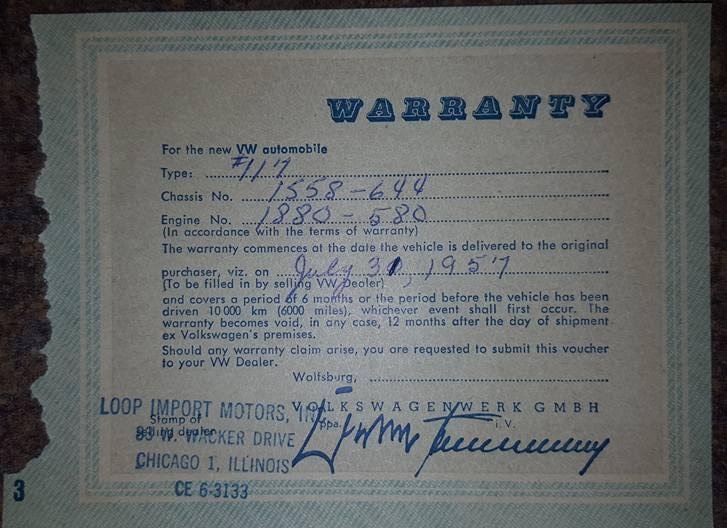 WARRANTY
For the new VW automobile
Type: #117
Chassis No. 1558-644
Engine No. 1880-580
(In accordance with the terms of warranty)
The warranty commences at the date the vehicle is delivered to the original
purchaser, viz. on July 31, 1957
(To be filled in by selling VW Dealer)
and covers a period of 6 months or the period before the vehicle has been
driven 10 000 km (6000 miles), whichever event shall first occur. The
warranty becomes void, in any case, 12 months after the day of shipment
ex Volkswagen's premises.
Should any warranty claim arise, you are requested to submit this voucher
to your VW Dealer.
Wolfsburg,
VOLKSWAGENWERK GMBH
ppa. i.V.
LOOP IMPORT MOTORS,
Stamp of
selling dealer
83 W. WACKER DRIVE
CHICAGO 1, ILLINOIS
CE 6-3133
3